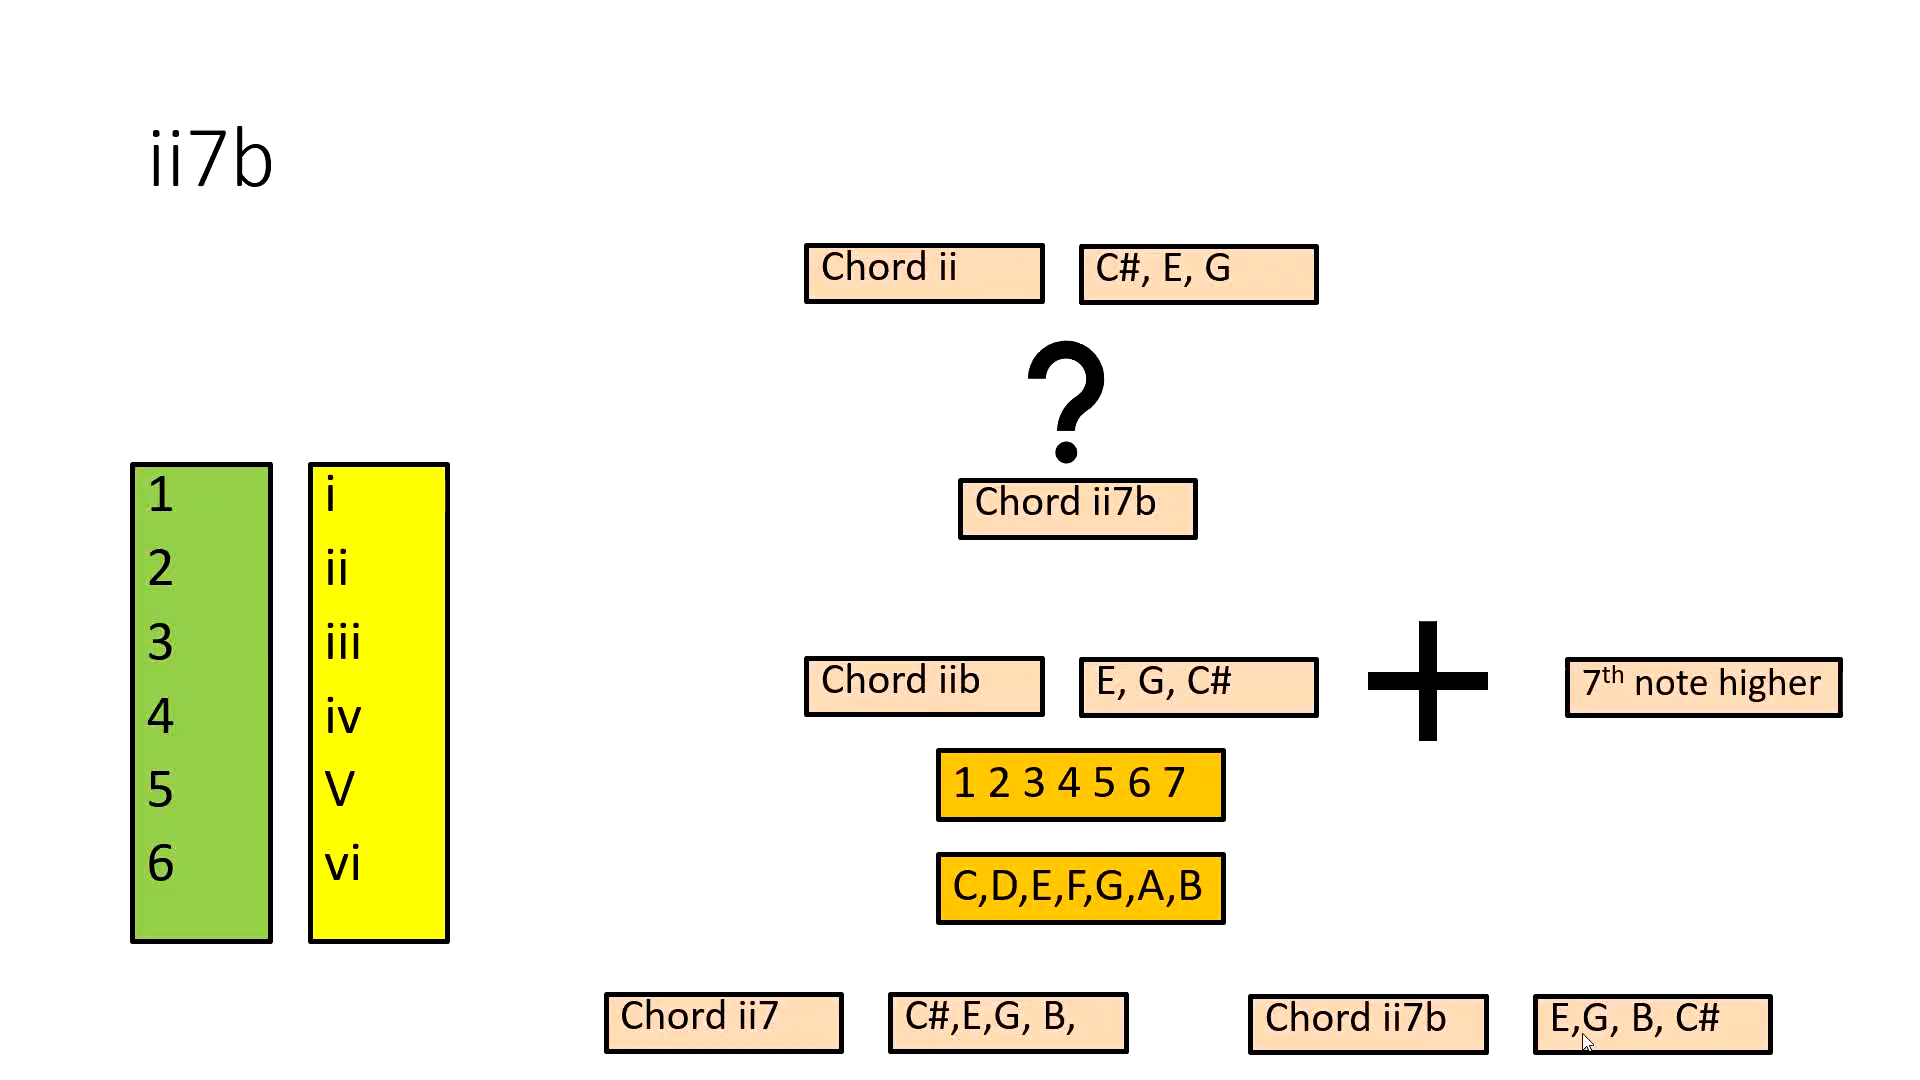 ii7b
Chord ii
C#, E, G
?
Chord ii7b
1
2
3
4
5
6
i
ii
iii
iv
V
vi
Chord iib
E, G, C#
+
7th note higher
1 2 3 4 5 6 7
C,D,E,F,G,A,B
Chord ii7
C#,E,G, B,
Chord ii7b
E,G, B, C#